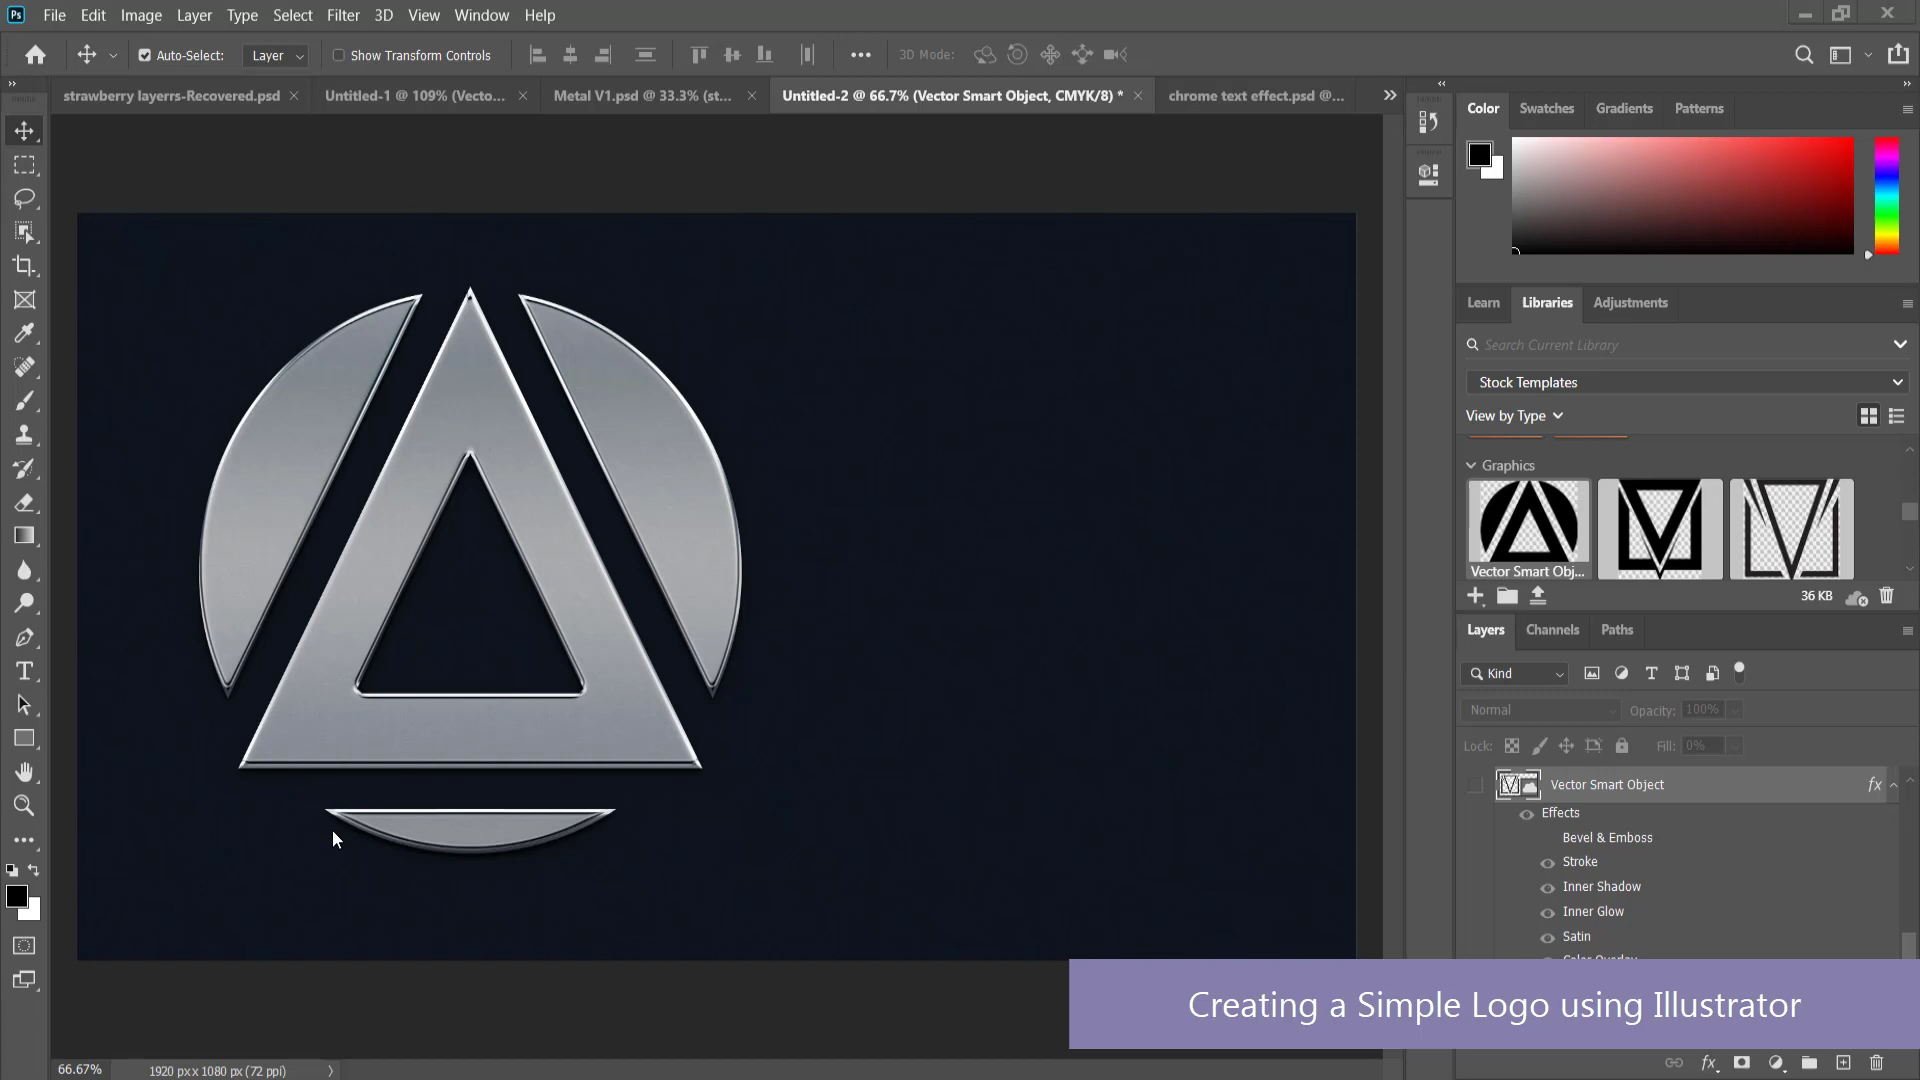 Ps File Edit Image Layer Type Select Filter 3D View Window Help
Auto-Select: Layer Show Transform Controls 3D Mode:
strawberry layerrs-Recovered.psd Untitled-1 @ 109% (Vecto... Metal V1.psd @ 33.3% (st... Untitled-2 @ 66.7% (Vector Smart Object, CMYK/8) * chrome text effect.psd @...
Color Swatches Gradients Patterns
Learn Libraries Adjustments
Search Current Library
Stock Templates
View by Type
Graphics
Vector Smart Obj...
36 KB
Layers Channels Paths
Kind
Normal Opacity: 100%
Lock: Fill: 0%
Vector Smart Object fx
Effects
Bevel & Emboss
Stroke
Inner Shadow
Inner Glow
Satin
Color Overlay
Creating a Simple Logo using Illustrator
66.67% 1920 px x 1080 px (72 ppi)
fx